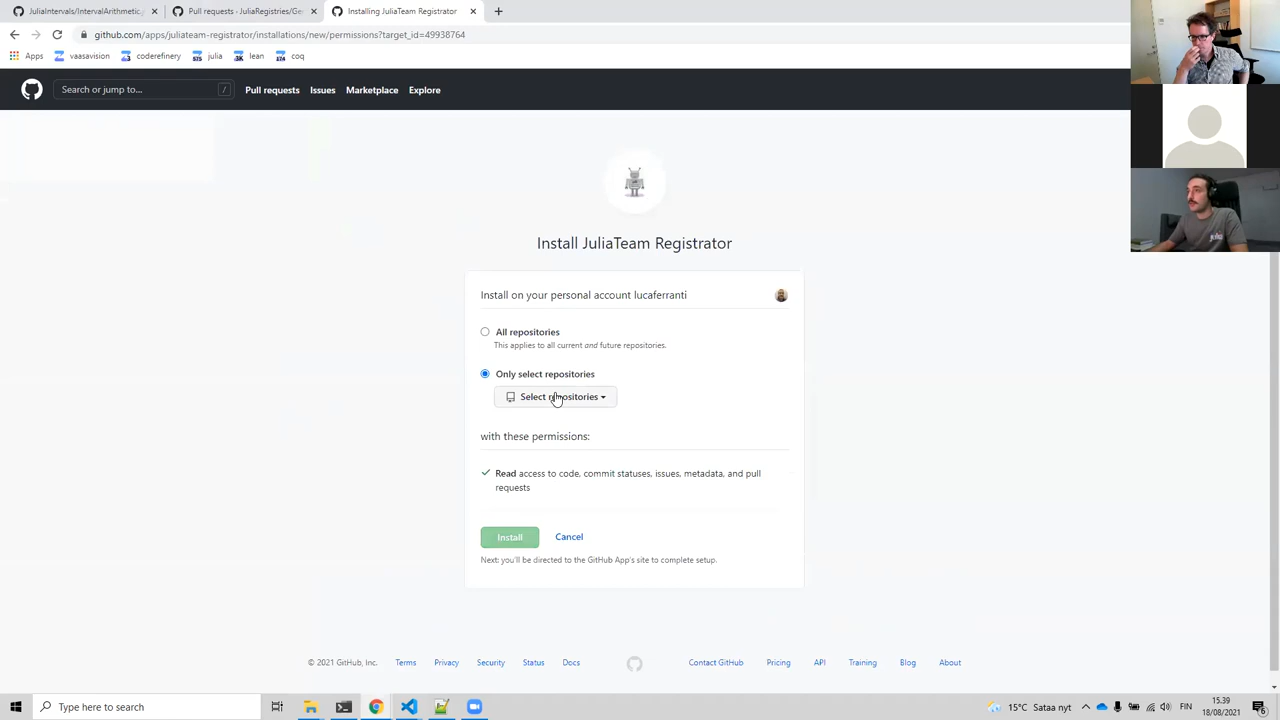 JuliaIntervals/IntervalArithmetic.
Pull requests · JuliaRegistries/Ge
Installing JuliaTeam Registrator
github.com/apps/juliateam-registrator/installations/new/permissions?target_id=49938764
Apps vaasavision coderefinery julia lean coq
Search or jump to... /
Pull requests Issues Marketplace Explore
Install JuliaTeam Registrator
Install on your personal account lucaferranti
All repositories
This applies to all current and future repositories.
Only select repositories
Select repositories
with these permissions:
Read access to code, commit statuses, issues, metadata, and pull
requests
Install Cancel
Next: you'll be directed to the GitHub App's site to complete setup.
© 2021 GitHub, Inc. Terms Privacy Security Status Docs Contact GitHub Pricing API Training Blog About
Type here to search
15°C Sataa nyt FIN
15.39
18/08/2021